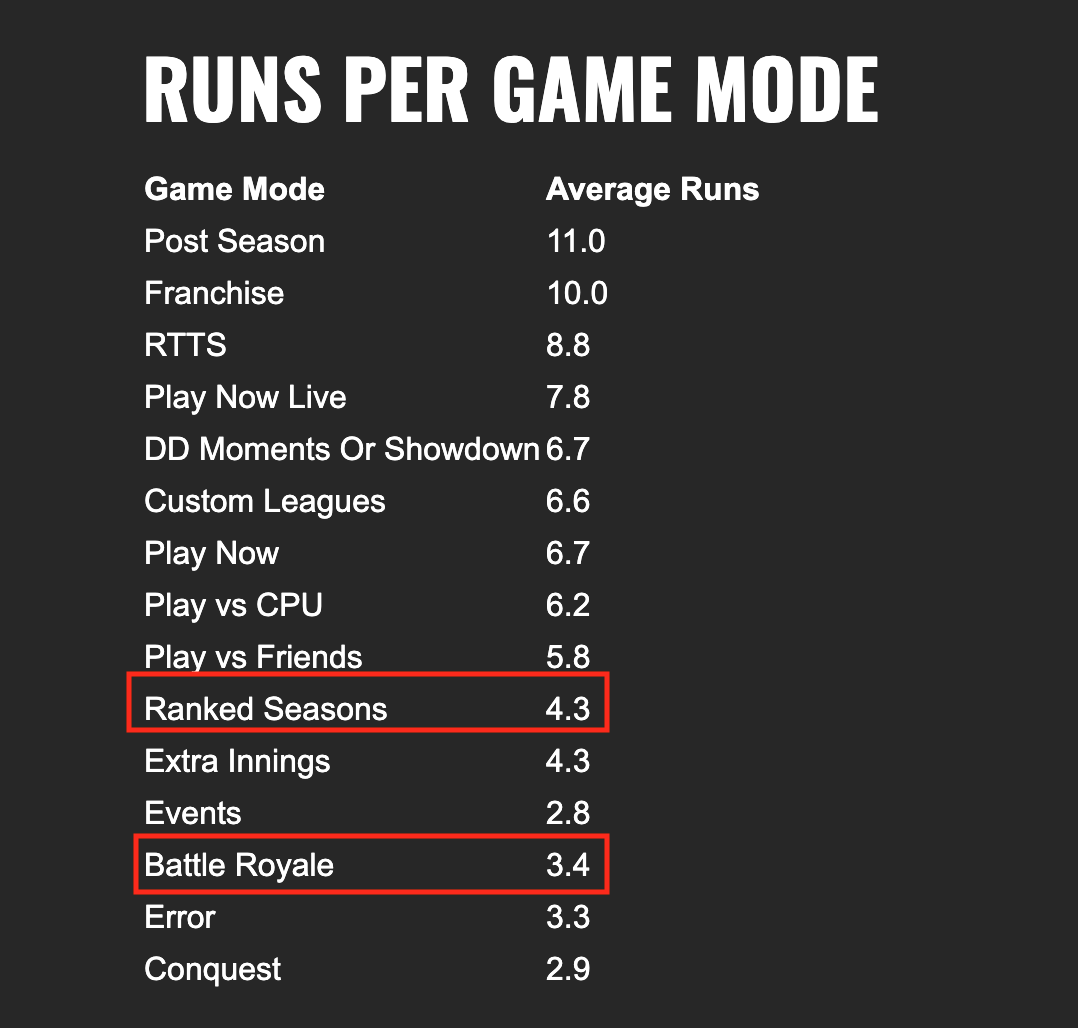 RUNS PER GAME MODE
Game Mode Average Runs
Post Season 11.0
Franchise 10.0
RTTS 8.8
Play Now Live 7.8
DD Moments Or Showdown 6.7
Custom Leagues 6.6
Play Now 6.7
Play vs CPU 6.2
Play vs Friends 5.8
Ranked Seasons 4.3
Extra Innings 4.3
Events 2.8
Battle Royale 3.4
Error 3.3
Conquest 2.9